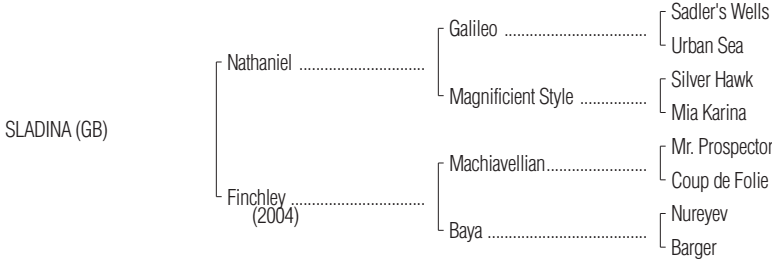 Sadler's Wells
Galileo ....................................
Urban Sea
Nathaniel ................................
Silver Hawk
Magnificient Style .................
Mia Karina
SLADINA (GB)
Mr. Prospector
Machiavellian.........................
Coup de Folie
Finchley ..................................
(2004)
Nureyev
Baya ........................................
Barger